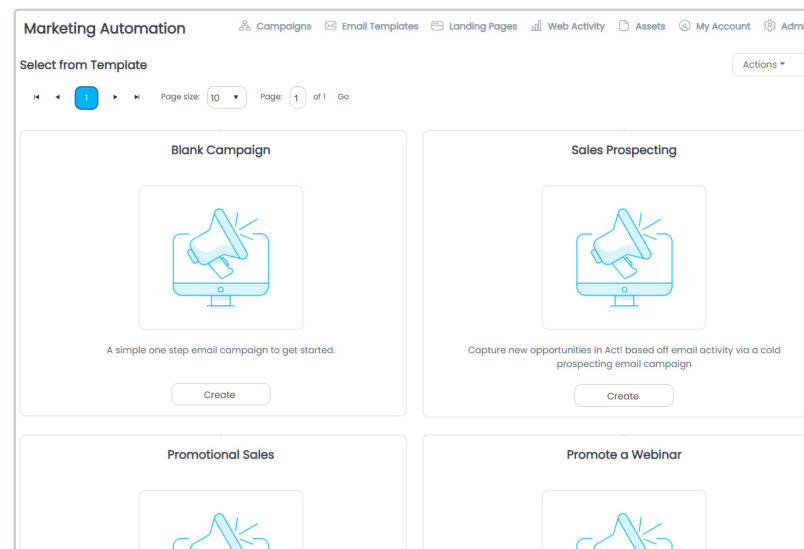 Marketing Automation
Campaigns Email Templates Landing Pages Web Activity Assets My Account Admi
Select from Template
Actions
1 Page size: 10 Page: 1 of 1 Go
Blank Campaign
A simple one step email campaign to get started.
Create
Sales Prospecting
Capture new opportunities in Act! based off email activity via a cold
prospecting email campaign
Create
Promotional Sales
Promote a Webinar